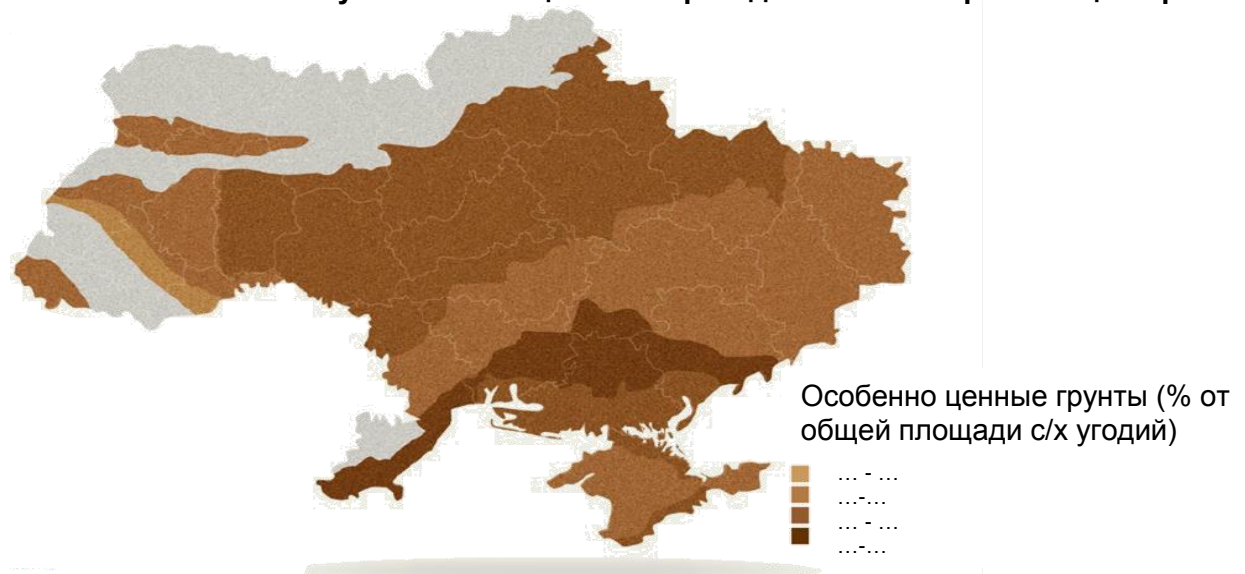 Особенно ценные грунты (% от
общей площади с/х угодий)
… - …
…-…
… - …
…-…